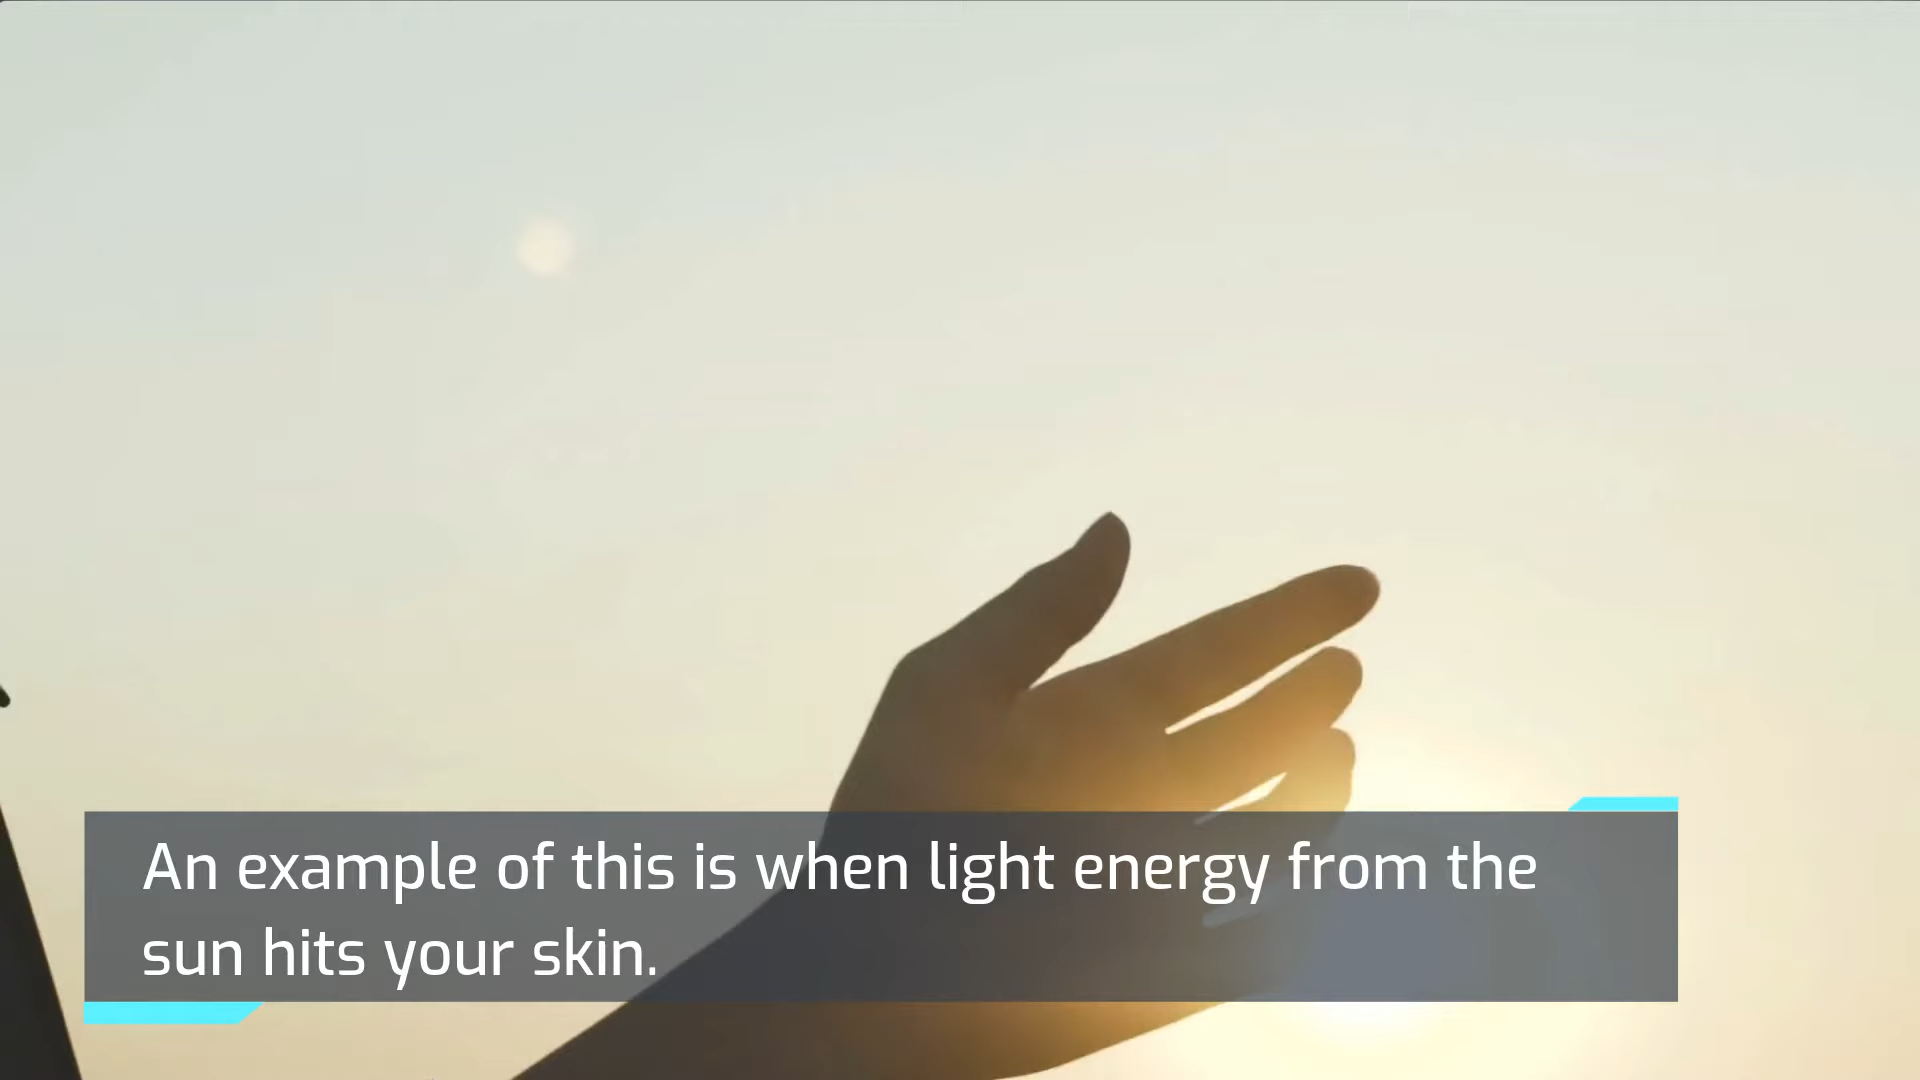 An example of this is when light energy from the
sun hits your skin.